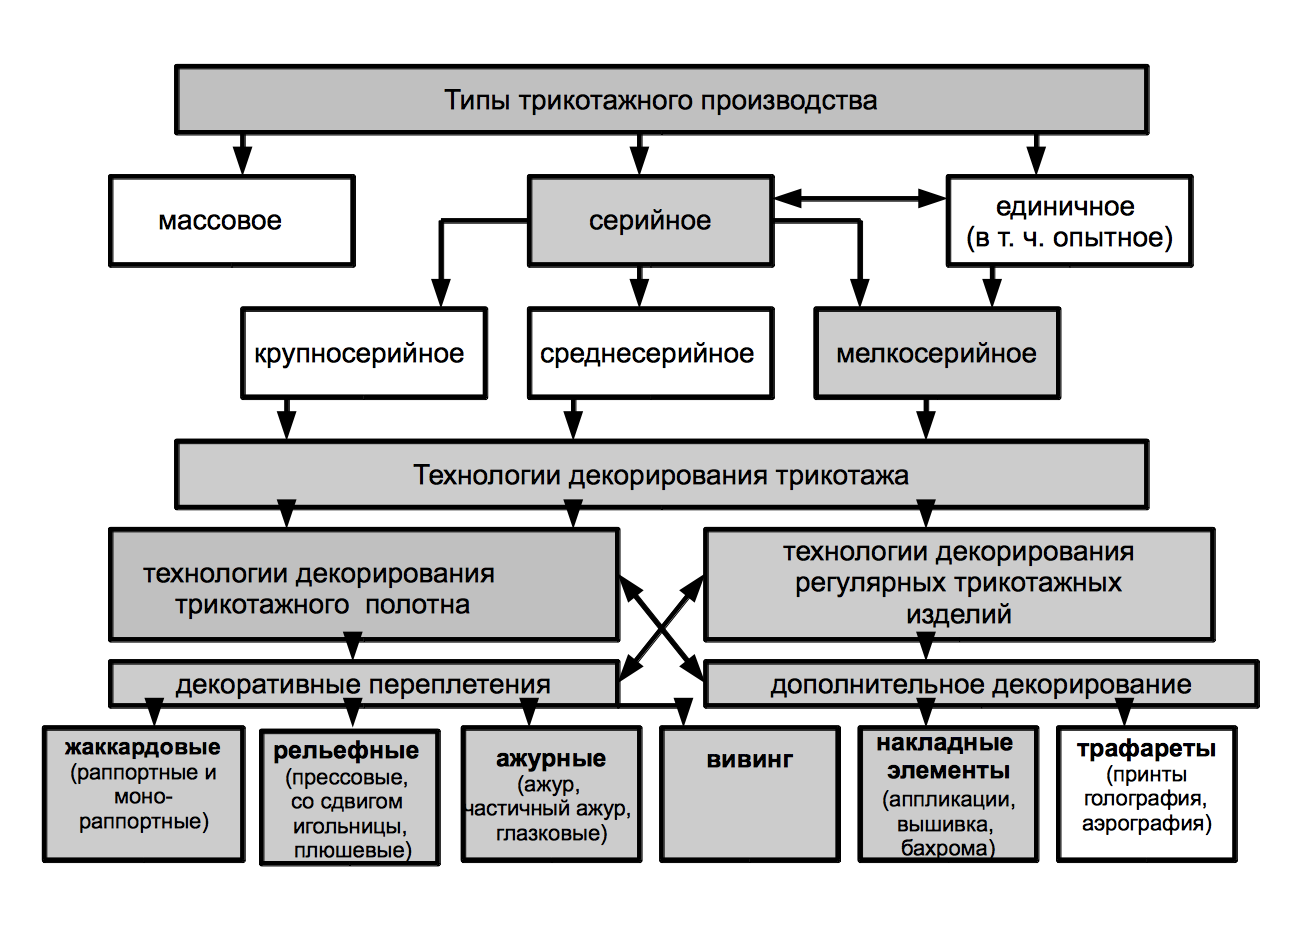 Типы трикотажного производства
массовое
серийное
единичное
(в т. ч. опытное)
крупносерийное
среднесерийное
мелкосерийное
Технологии декорирования трикотажа
технологии декорирования
трикотажного полотна
технологии декорирования
регулярных трикотажных
изделий
декоративные переплетения
дополнительное декорирование
жаккардовые
(раппортные и
моно-
раппортные)
рельефные
(прессовые,
со сдвигом
игольницы,
плюшевые)
ажурные
(ажур,
частичный ажур,
глазковые)
вивинг
накладные
элементы
(аппликации,
вышивка,
бахрома)
трафареты
(принты
голография,
аэрография)